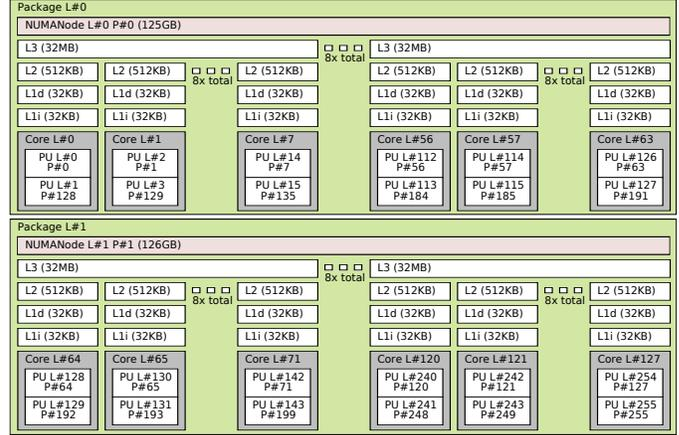 Package L#0
NUMANode L#0 P#0 (125GB)
L3 (32MB)
8x total
L3 (32MB)
L2 (512KB)
L2 (512KB)
8x total
L2 (512KB)
L2 (512KB)
L2 (512KB)
8x total
L2 (512KB)
L1d (32KB)
L1d (32KB)
L1d (32KB)
L1d (32KB)
L1d (32KB)
L1d (32KB)
L1i (32KB)
L1i (32KB)
L1i (32KB)
L1i (32KB)
L1i (32KB)
L1i (32KB)
Core L#0
PU L#0
P#0
PU L#1
P#128
Core L#1
PU L#2
P#1
PU L#3
P#129
Core L#7
PU L#14
P#7
PU L#15
P#135
Core L#56
PU L#112
P#56
PU L#113
P#184
Core L#57
PU L#114
P#57
PU L#115
P#185
Core L#63
PU L#126
P#63
PU L#127
P#191
Package L#1
NUMANode L#1 P#1 (126GB)
L3 (32MB)
8x total
L3 (32MB)
L2 (512KB)
L2 (512KB)
8x total
L2 (512KB)
L2 (512KB)
L2 (512KB)
8x total
L2 (512KB)
L1d (32KB)
L1d (32KB)
L1d (32KB)
L1d (32KB)
L1d (32KB)
L1d (32KB)
L1i (32KB)
L1i (32KB)
L1i (32KB)
L1i (32KB)
L1i (32KB)
L1i (32KB)
Core L#64
PU L#128
P#64
PU L#129
P#192
Core L#65
PU L#130
P#65
PU L#131
P#193
Core L#71
PU L#142
P#71
PU L#143
P#199
Core L#120
PU L#240
P#120
PU L#241
P#248
Core L#121
PU L#242
P#121
PU L#243
P#249
Core L#127
PU L#254
P#127
PU L#255
P#255